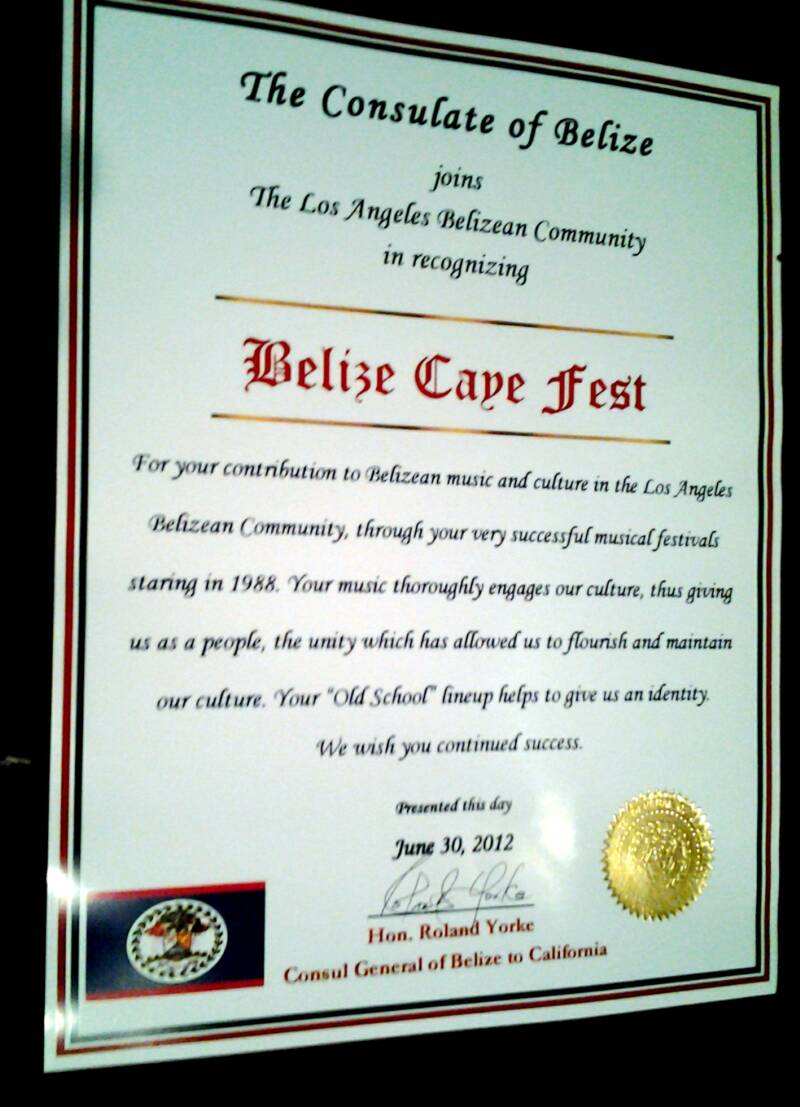 The Consulate of Belize
joins
The Los Angeles Belizean Community
in recognizing
Belize Caye Fest
For your contribution to Belizean music and culture in the Los Angeles
Belizean Community, through your very successful musical festivals
staring in 1988. Your music thoroughly engages our culture, thus giving
us as a people, the unity which has allowed us to flourish and maintain
our culture. Your "Old School" lineup helps to give us an identity.
We wish you continued success.
Presented this day
June 30, 2012
Hon. Roland Yorke
Consul General of Belize to California